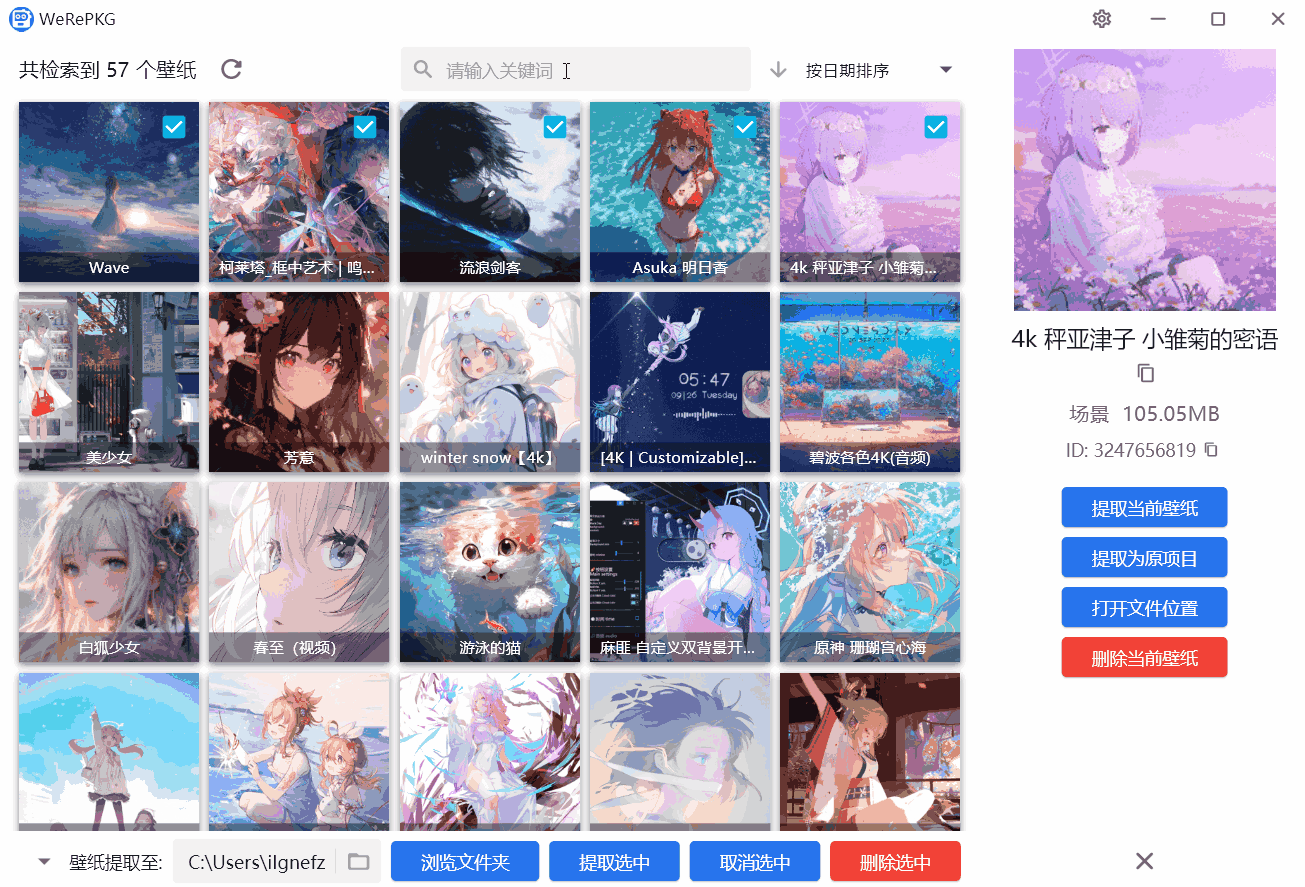 WeRePKG
共检索到 57 个壁纸
请输入关键词
按日期排序
Wave
柯莱塔_框中艺术 | 鸣...
流浪剑客
Asuka 明日香
4k 秤亚津子 小雏菊...
美少女
芳意
winter snow【4k】
05:47
09|26 Tuesday
[4K | Customizable]...
WEDNESDAY
碧波各色4K(音频)
白狐少女
春至（视频）
游泳的猫
Main settings
麻匪 自定义双背景开...
原神 珊瑚宫心海
4k 秤亚津子 小雏菊的密语
场景 105.05MB
ID: 3247656819
提取当前壁纸
提取为原项目
打开文件位置
删除当前壁纸
壁纸提取至:
C:\Users\ilgnefz
浏览文件夹
提取选中
取消选中
删除选中